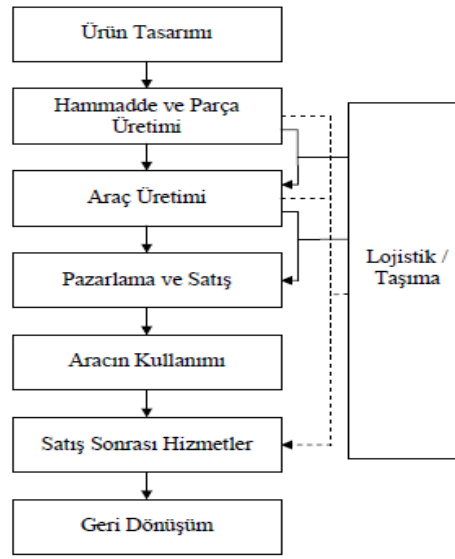 Ürün Tasarımı
Hammadde ve Parça
Üretimi
Araç Üretimi
Pazarlama ve Satış
Aracın Kullanımı
Satış Sonrası Hizmetler
Geri Dönüşüm
Lojistik /
Taşıma